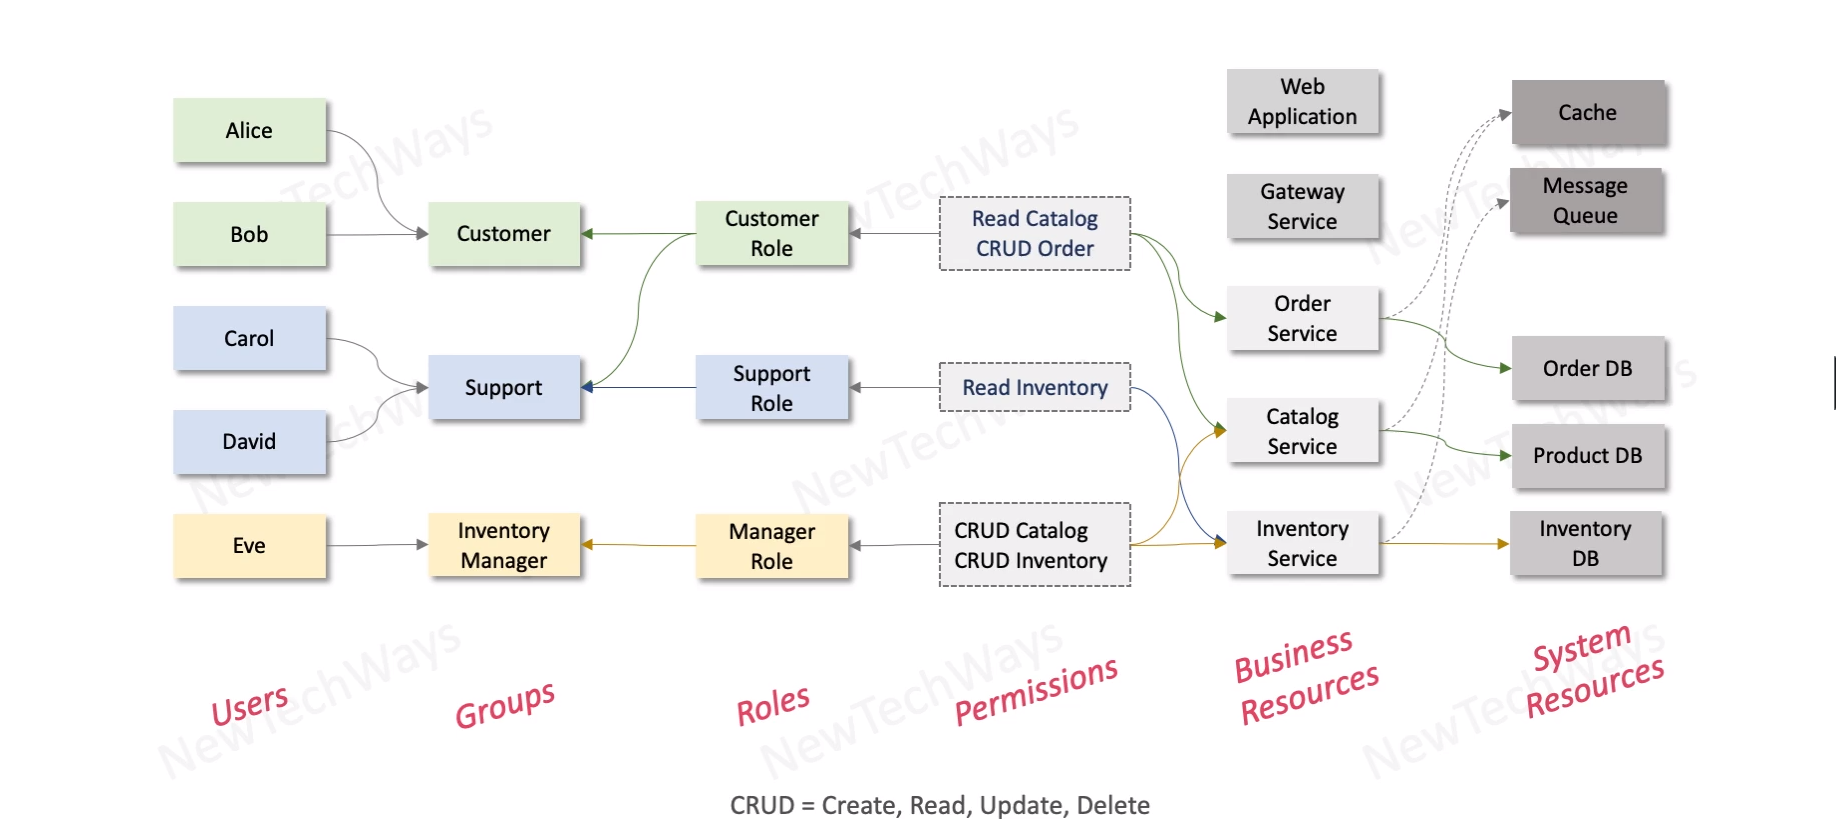 Alice
Bob
Carol
David
Eve
Customer
Support
Inventory
Manager
Customer
Role
Support
Role
Manager
Role
Read Catalog
CRUD Order
Read Inventory
CRUD Catalog
CRUD Inventory
Web
Application
Gateway
Service
Order
Service
Catalog
Service
Inventory
Service
Cache
Message
Queue
Order DB
Product DB
Inventory
DB
Users
Groups
Roles
Permissions
Business
Resources
System
Resources
CRUD = Create, Read, Update, Delete
NewTechWays
NewTechWays
NewTechWays